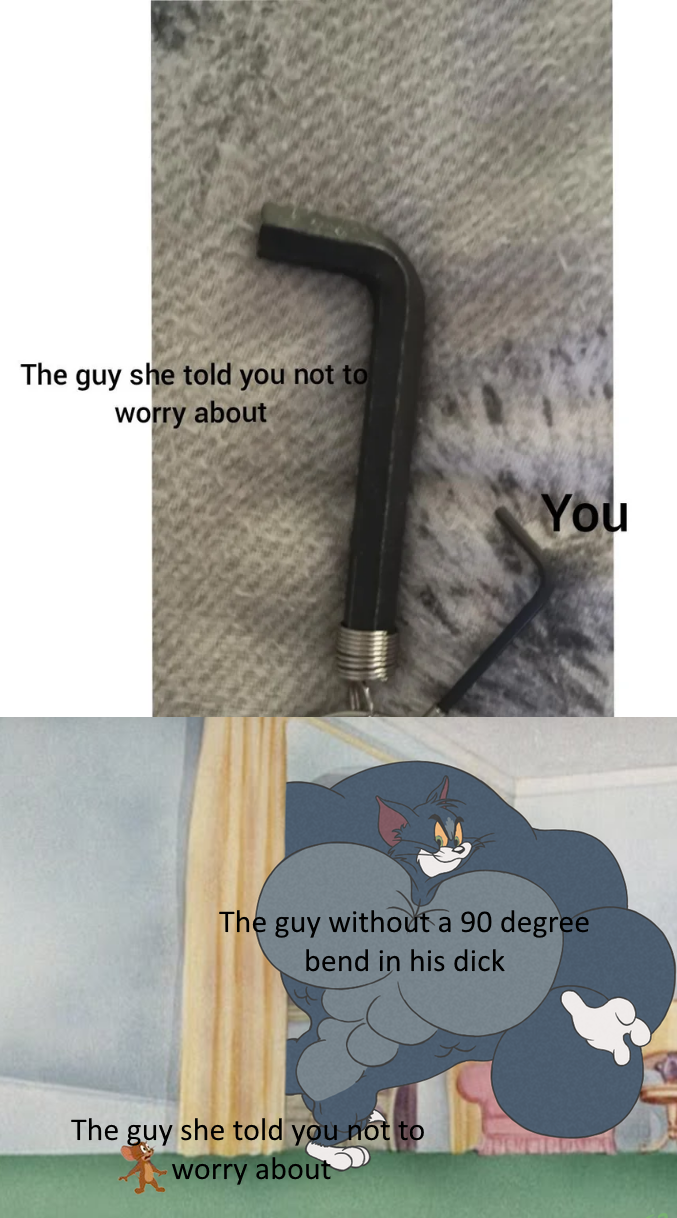 The guy she told you not to
worry about
You
The guy without a 90 degree
bend in his dick
The guy she told you not to
worry about